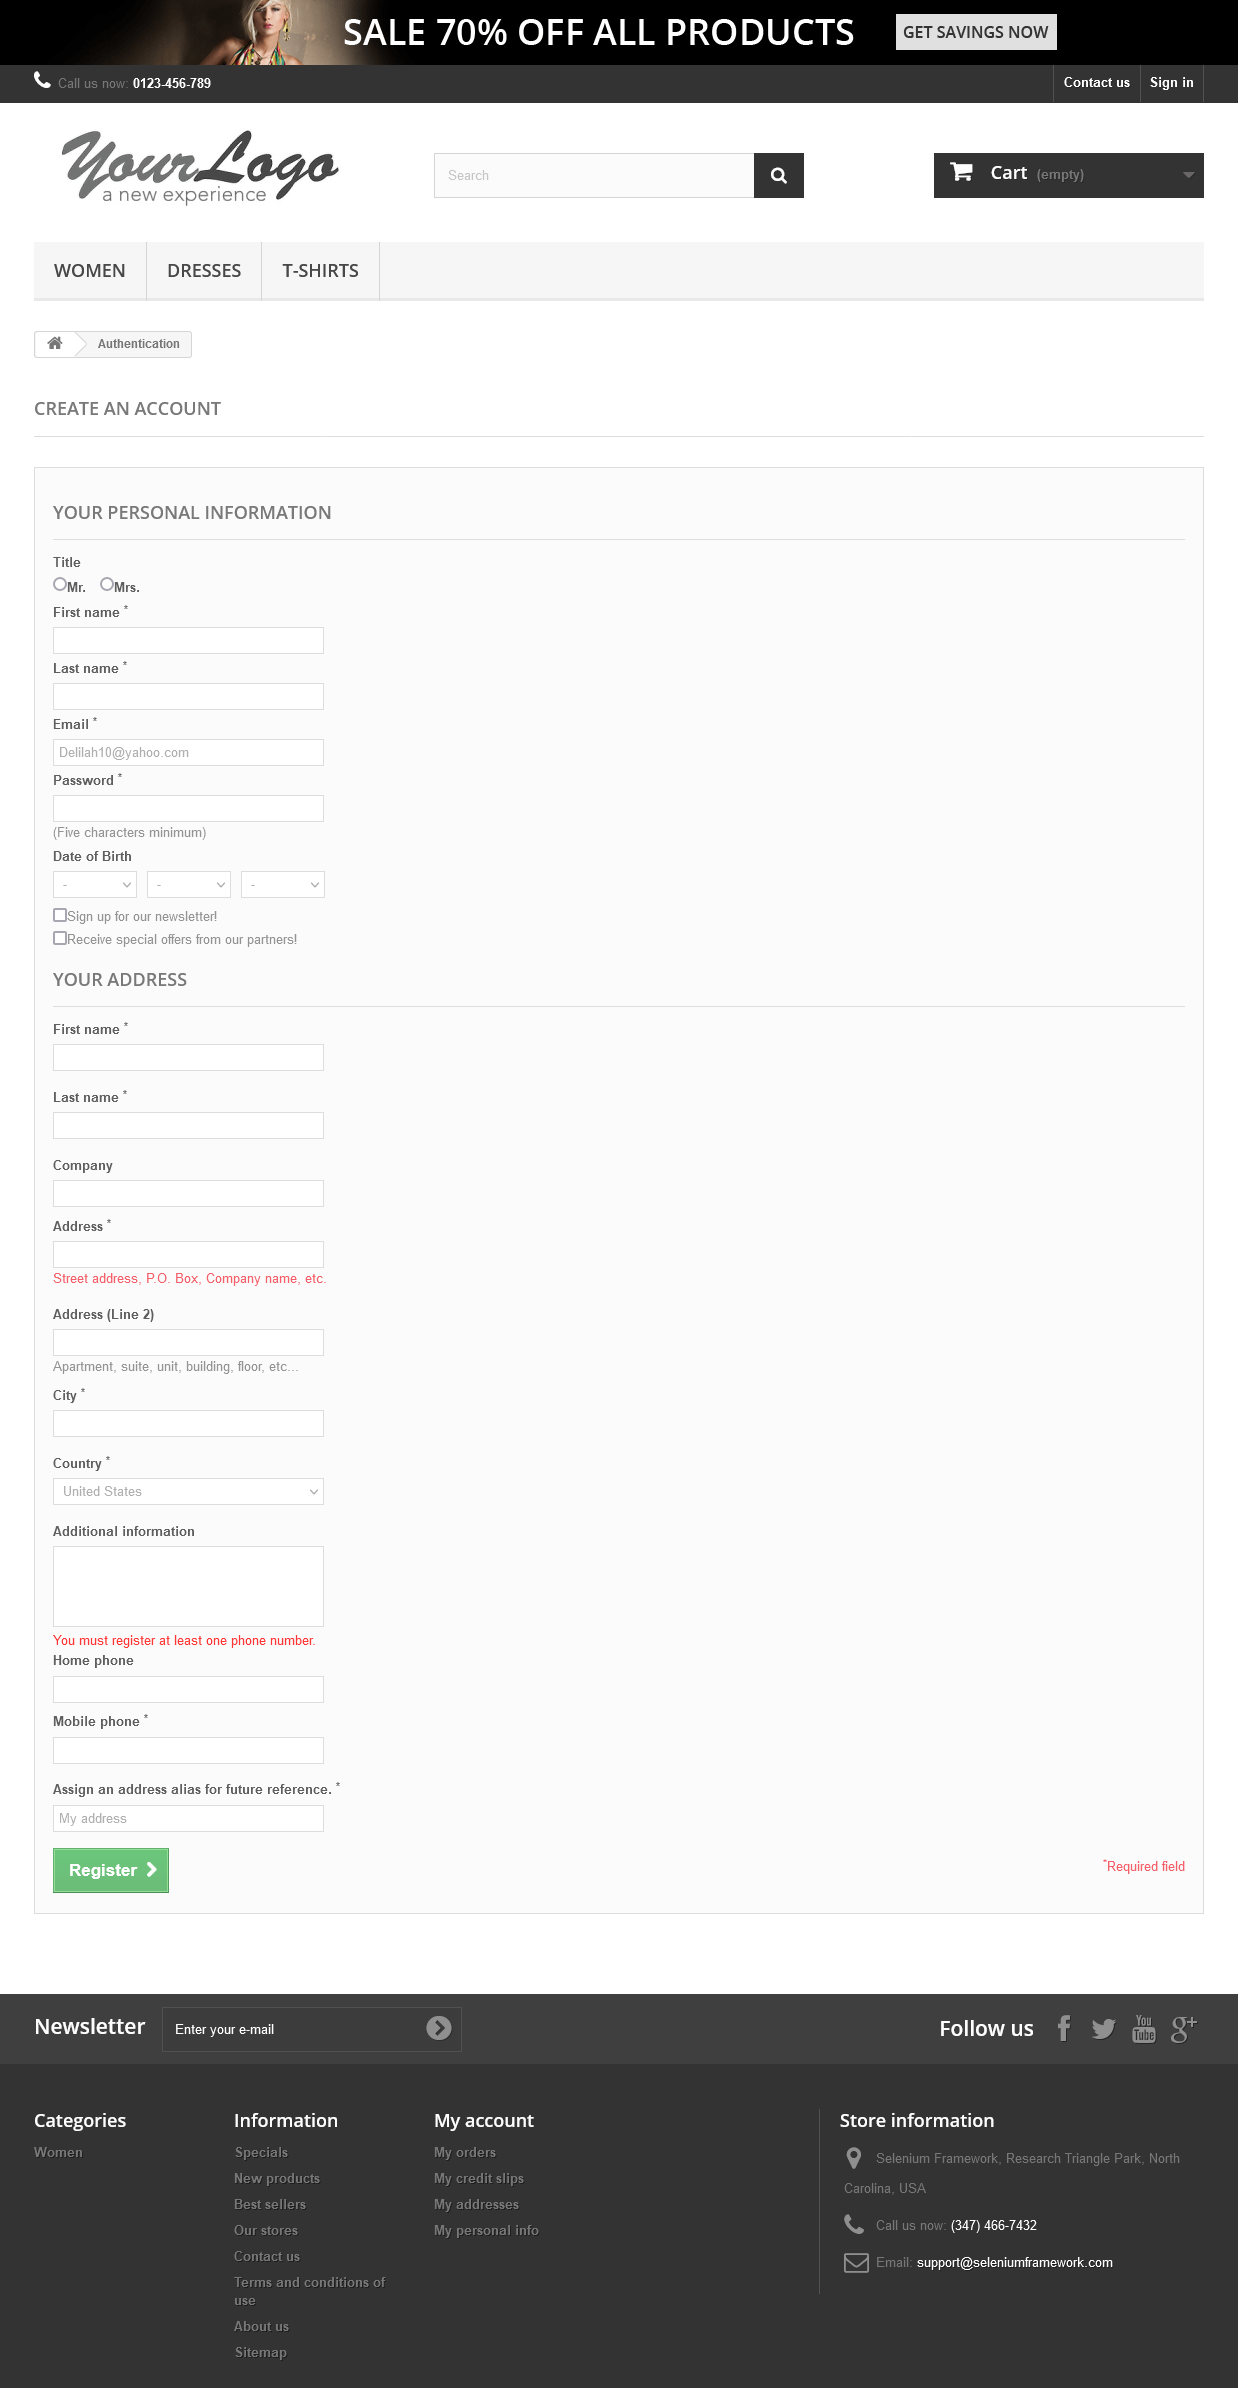 SALE 70% OFF ALL PRODUCTS
GET SAVINGS NOW
Call us now: 0123-456-789
Contact us
Sign in
YourLogo
a new experience
Search
Cart (empty)
WOMEN
DRESSES
T-SHIRTS
Authentication
CREATE AN ACCOUNT
YOUR PERSONAL INFORMATION
Title
Mr. Mrs.
First name *
Last name *
Email *
Delilah10@yahoo.com
Password *
(Five characters minimum)
Date of Birth
- - -
Sign up for our newsletter!
Receive special offers from our partners!
YOUR ADDRESS
First name *
Last name *
Company
Address *
Street address, P.O. Box, Company name, etc.
Address (Line 2)
Apartment, suite, unit, building, floor, etc...
City *
Country *
United States
Additional information
You must register at least one phone number.
Home phone
Mobile phone *
Assign an address alias for future reference. *
My address
Register
*Required field
Newsletter
Enter your e-mail
Follow us
You
Tube
g+
Categories
Women
Information
Specials
New products
Best sellers
Our stores
Contact us
Terms and conditions of
use
About us
Sitemap
My account
My orders
My credit slips
My addresses
My personal info
Store information
Selenium Framework, Research Triangle Park, North
Carolina, USA
Call us now: (347) 466-7432
Email: support@seleniumframework.com